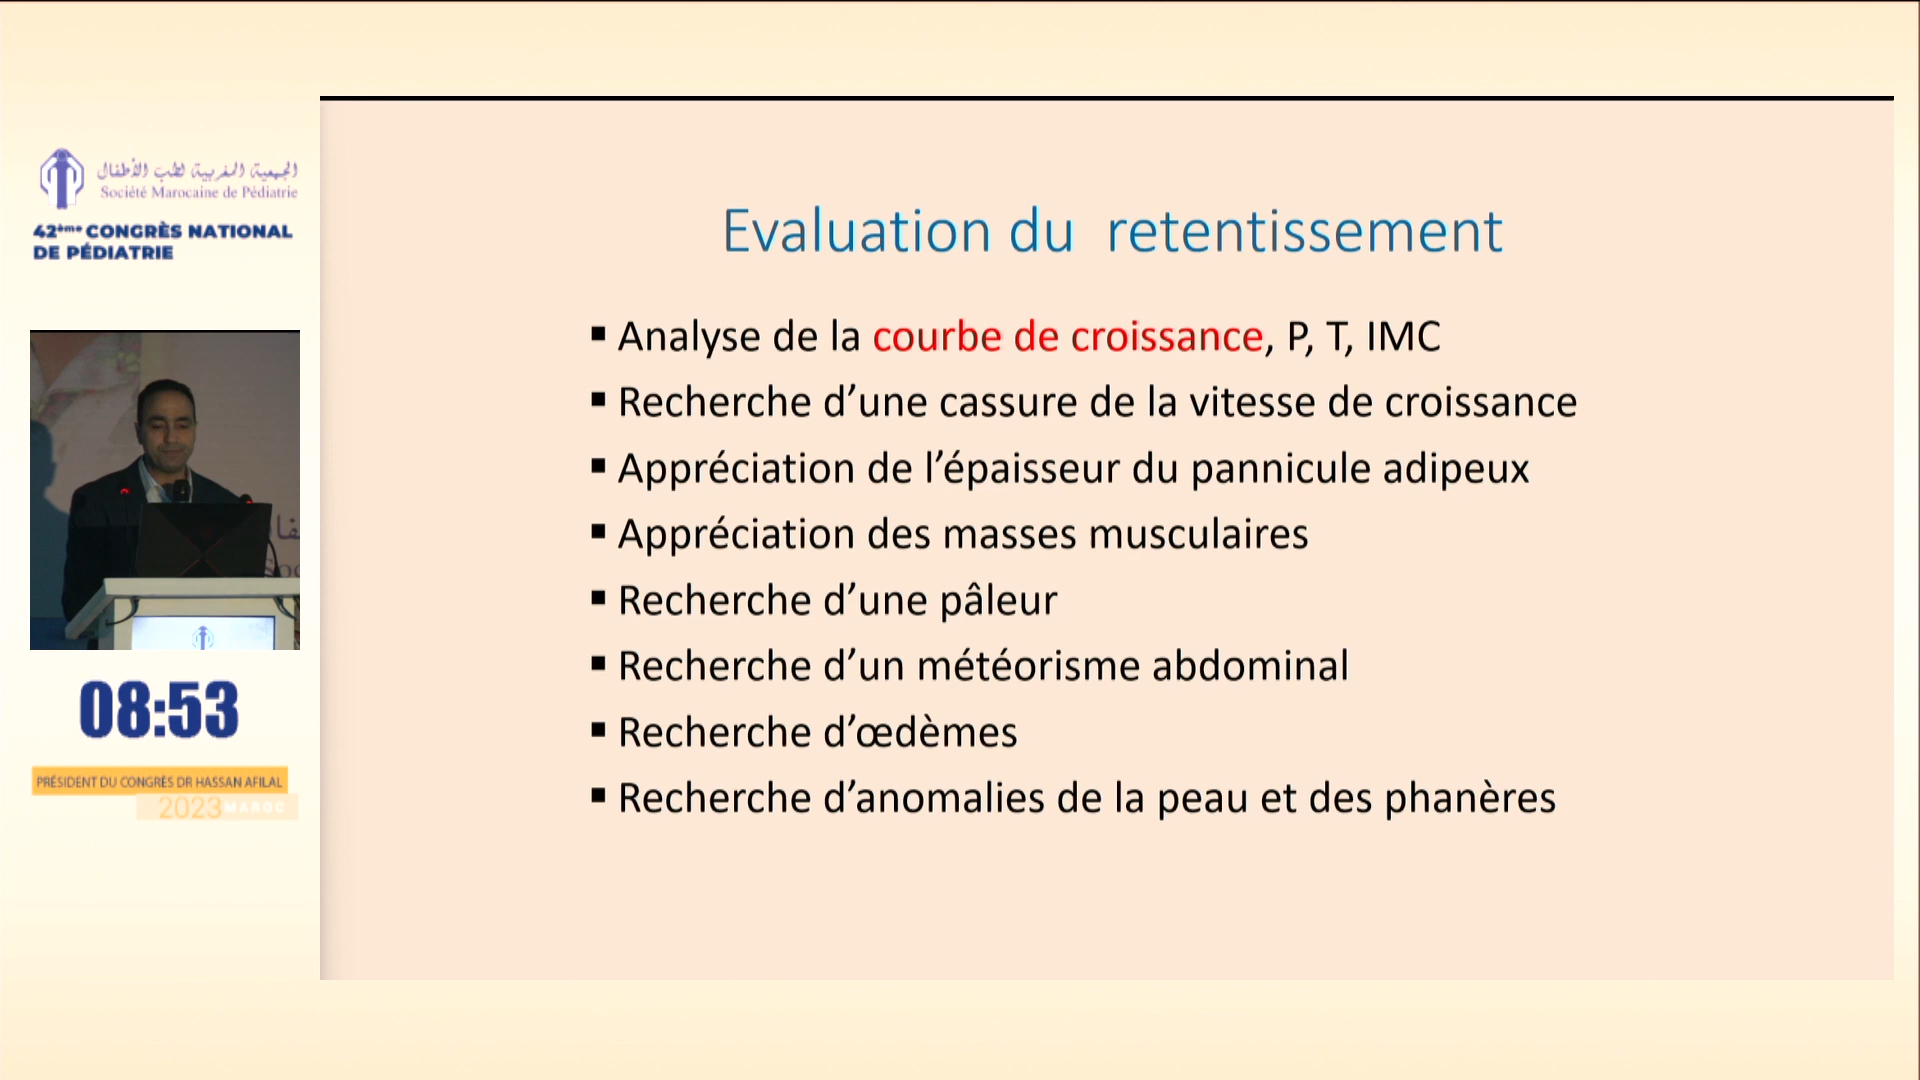 الجمعية المغربية لطب الأطفال
Société Marocaine de Pédiatrie
42ème CONGRÈS NATIONAL
DE PÉDIATRIE
08:53
PRÉSIDENT DU CONGRÈS DR HASSAN AFILAL
2023 MAROC
Evaluation du retentissement
▪ Analyse de la courbe de croissance, P, T, IMC
▪ Recherche d’une cassure de la vitesse de croissance
▪ Appréciation de l’épaisseur du pannicule adipeux
▪ Appréciation des masses musculaires
▪ Recherche d’une pâleur
▪ Recherche d’un météorisme abdominal
▪ Recherche d’œdèmes
▪ Recherche d’anomalies de la peau et des phanères